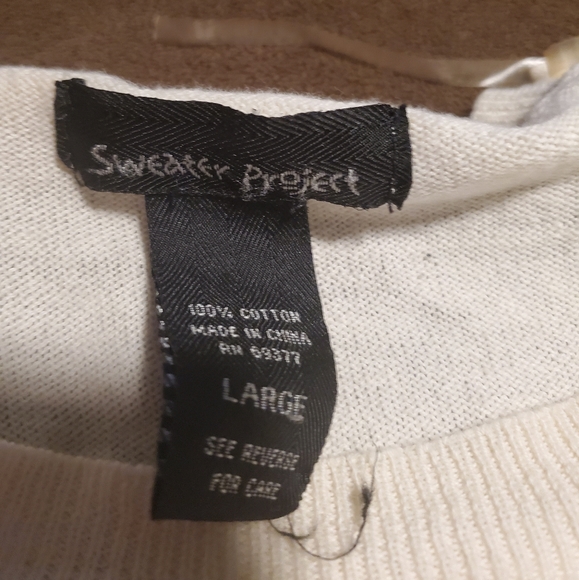 Sweater Project
100% COTTON
MADE IN CHINA
RN 69377
LARGE
SEE REVERSE
FOR CARE